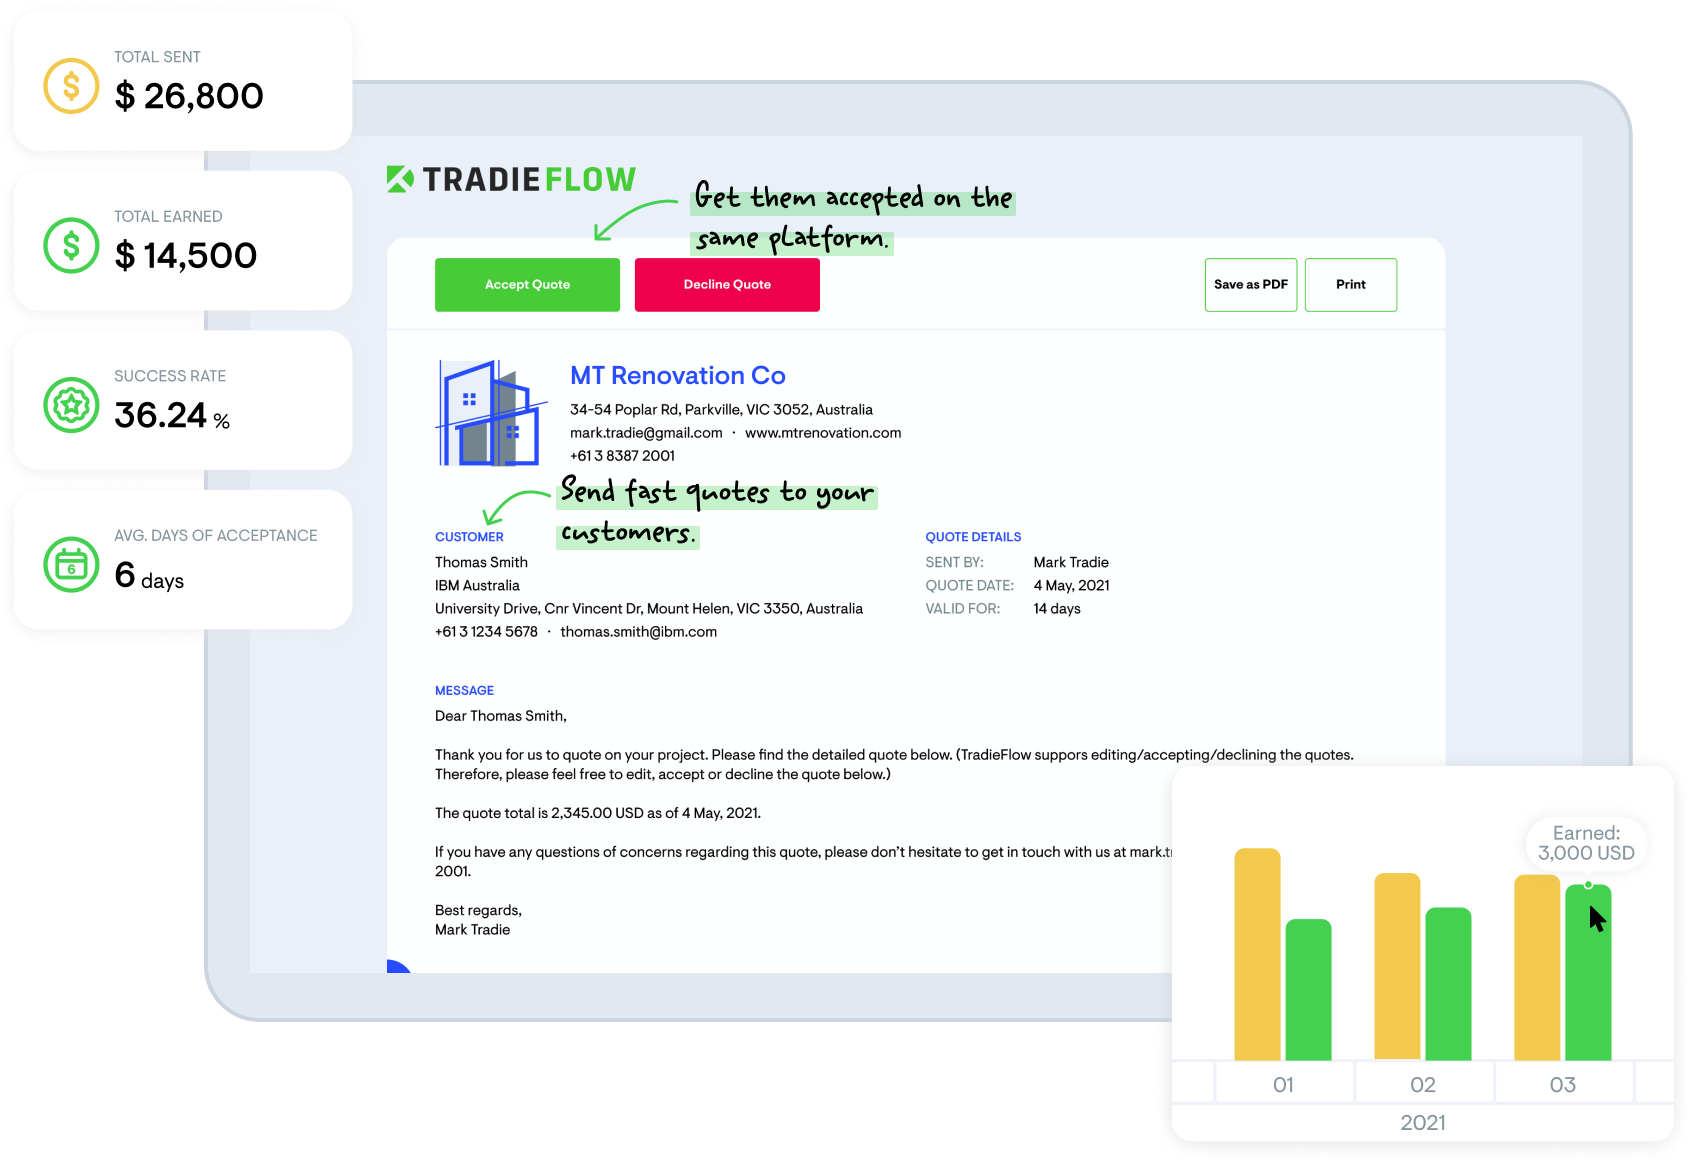 TOTAL SENT
$ 26,800
TOTAL EARNED
$ 14,500
SUCCESS RATE
36.24 %
AVG. DAYS OF ACCEPTANCE
6
6 days
TRADIEFLOW
Get them accepted on the
same platform.
Accept Quote
Decline Quote
Save as PDF
Print
MT Renovation Co
34-54 Poplar Rd, Parkville, VIC 3052, Australia
mark.tradie@gmail.com · www.mtrenovation.com
+61 3 8387 2001
Send fast quotes to your
customers.
CUSTOMER
Thomas Smith
IBM Australia
University Drive, Cnr Vincent Dr, Mount Helen, VIC 3350, Australia
+61 3 1234 5678 · thomas.smith@ibm.com
QUOTE DETAILS
SENT BY: Mark Tradie
QUOTE DATE: 4 May, 2021
VALID FOR: 14 days
MESSAGE
Dear Thomas Smith,
Thank you for us to quote on your project. Please find the detailed quote below. (TradieFlow suppors editing/accepting/declining the quotes.
Therefore, please feel free to edit, accept or decline the quote below.)
The quote total is 2,345.00 USD as of 4 May, 2021.
If you have any questions of concerns regarding this quote, please don't hesitate to get in touch with us at mark.tr
2001.
Best regards,
Mark Tradie
Earned:
3,000 USD
01
02
03
2021